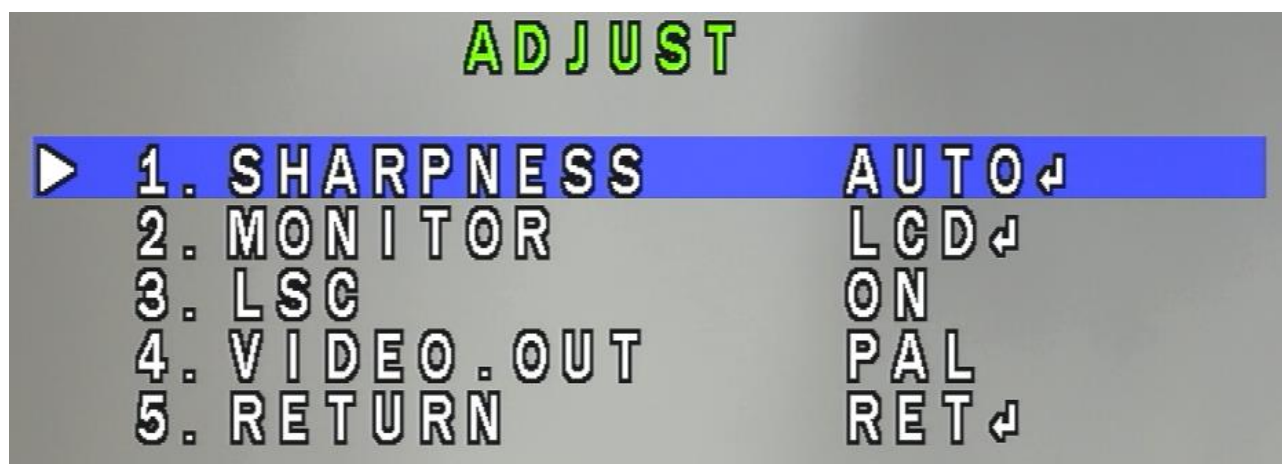 ADJUST
1. SHARPNESS AUTO↲
2. MONITOR LCD↲
3. LSC ON
4. VIDEO.OUT PAL
5. RETURN RET↲